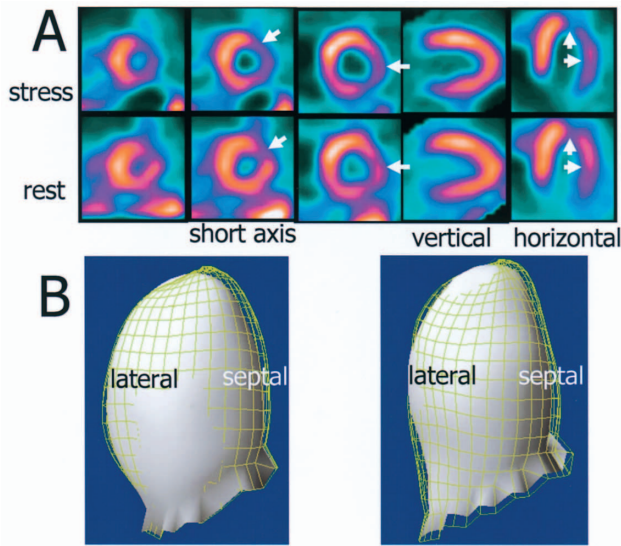 A
stress
rest
short axis
vertical
horizontal
B
lateral
septal
lateral
septal